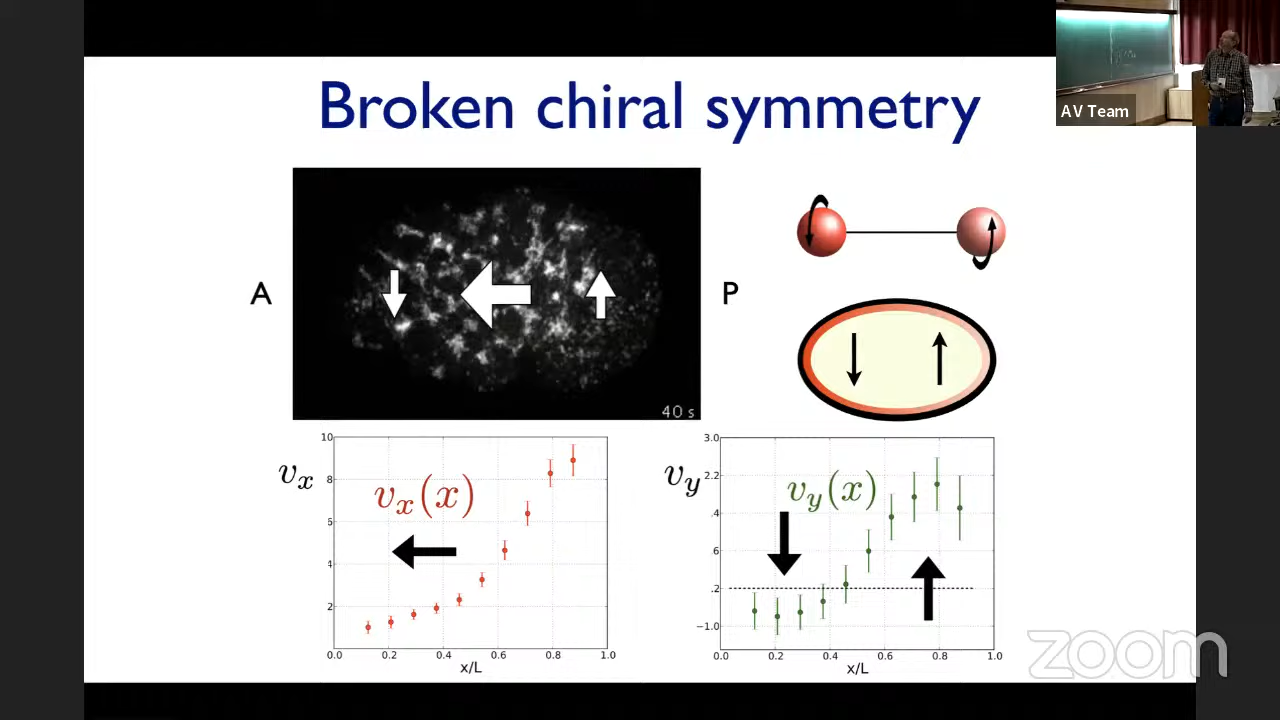 Broken chiral symmetry
AV Team
A
P
40 s
v_x
v_x(x)
10
8
5
4
2
0.0 0.2 0.4 0.6 0.8 1.0
x/L
v_y
v_y(x)
3.0
2.2
.4
.6
.2
−1.0
0.0 0.2 0.4 0.6 0.8 1.0
x/L
zoom